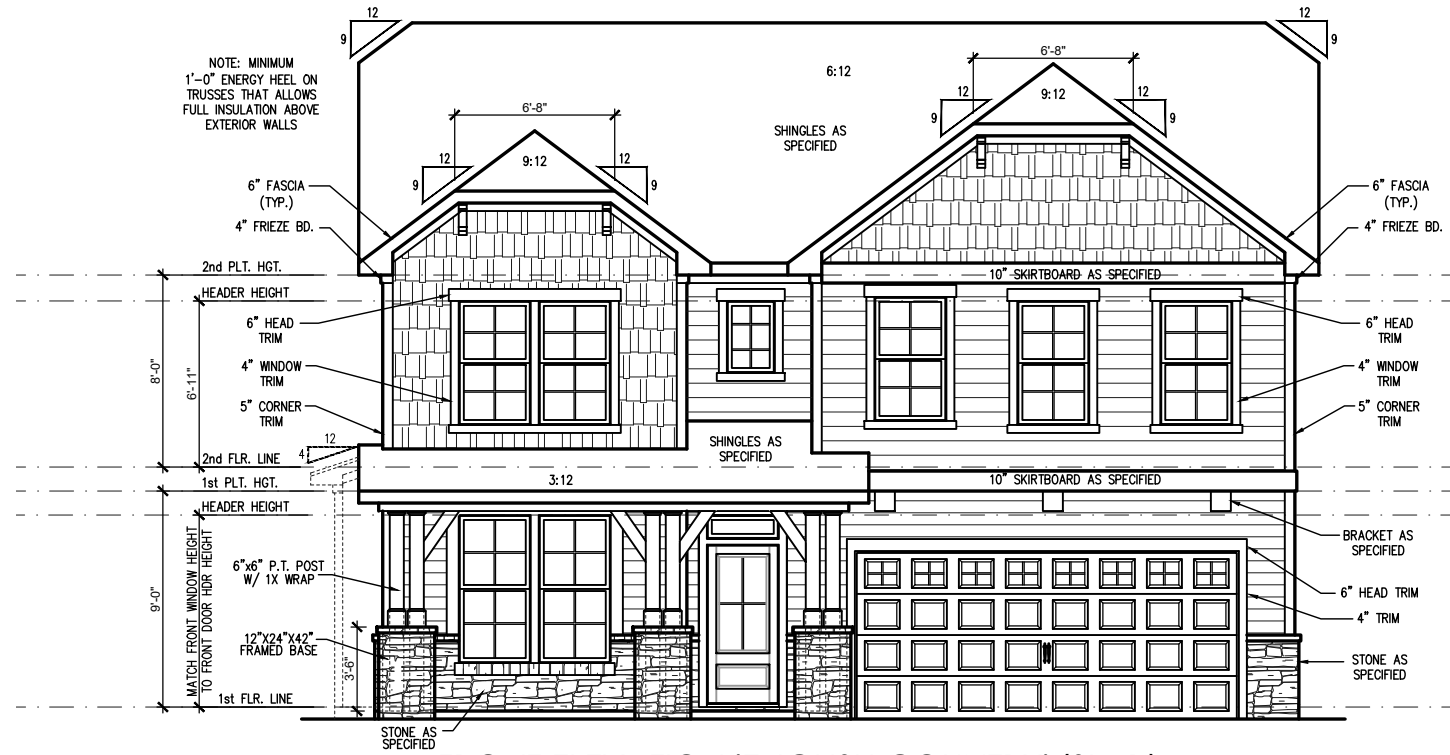 12
9
12
9
NOTE: MINIMUM
1'-0" ENERGY HEEL ON
TRUSSES THAT ALLOWS
FULL INSULATION ABOVE
EXTERIOR WALLS
6:12
6'-8"
12
9
9:12
12
9
SHINGLES AS
SPECIFIED
6'-8"
12
9
9:12
12
9
6" FASCIA
(TYP.)
4" FRIEZE BD.
6" FASCIA
(TYP.)
4" FRIEZE BD.
2nd PLT. HGT.
10" SKIRTBOARD AS SPECIFIED
HEADER HEIGHT
6" HEAD
TRIM
6" HEAD
TRIM
8'-0"
6'-11"
4" WINDOW
TRIM
4" WINDOW
TRIM
5" CORNER
TRIM
5" CORNER
TRIM
12
4
SHINGLES AS
SPECIFIED
2nd FLR. LINE
1st PLT. HGT.
3:12
10" SKIRTBOARD AS SPECIFIED
HEADER HEIGHT
BRACKET AS
SPECIFIED
9'-0"
MATCH FRONT WINDOW HEIGHT
TO FRONT DOOR HDR HEIGHT
6"x6" P.T. POST
W/ 1X WRAP
6" HEAD TRIM
4" TRIM
12"X24"X42"
FRAMED BASE
3'-6"
STONE AS
SPECIFIED
1st FLR. LINE
STONE AS
SPECIFIED